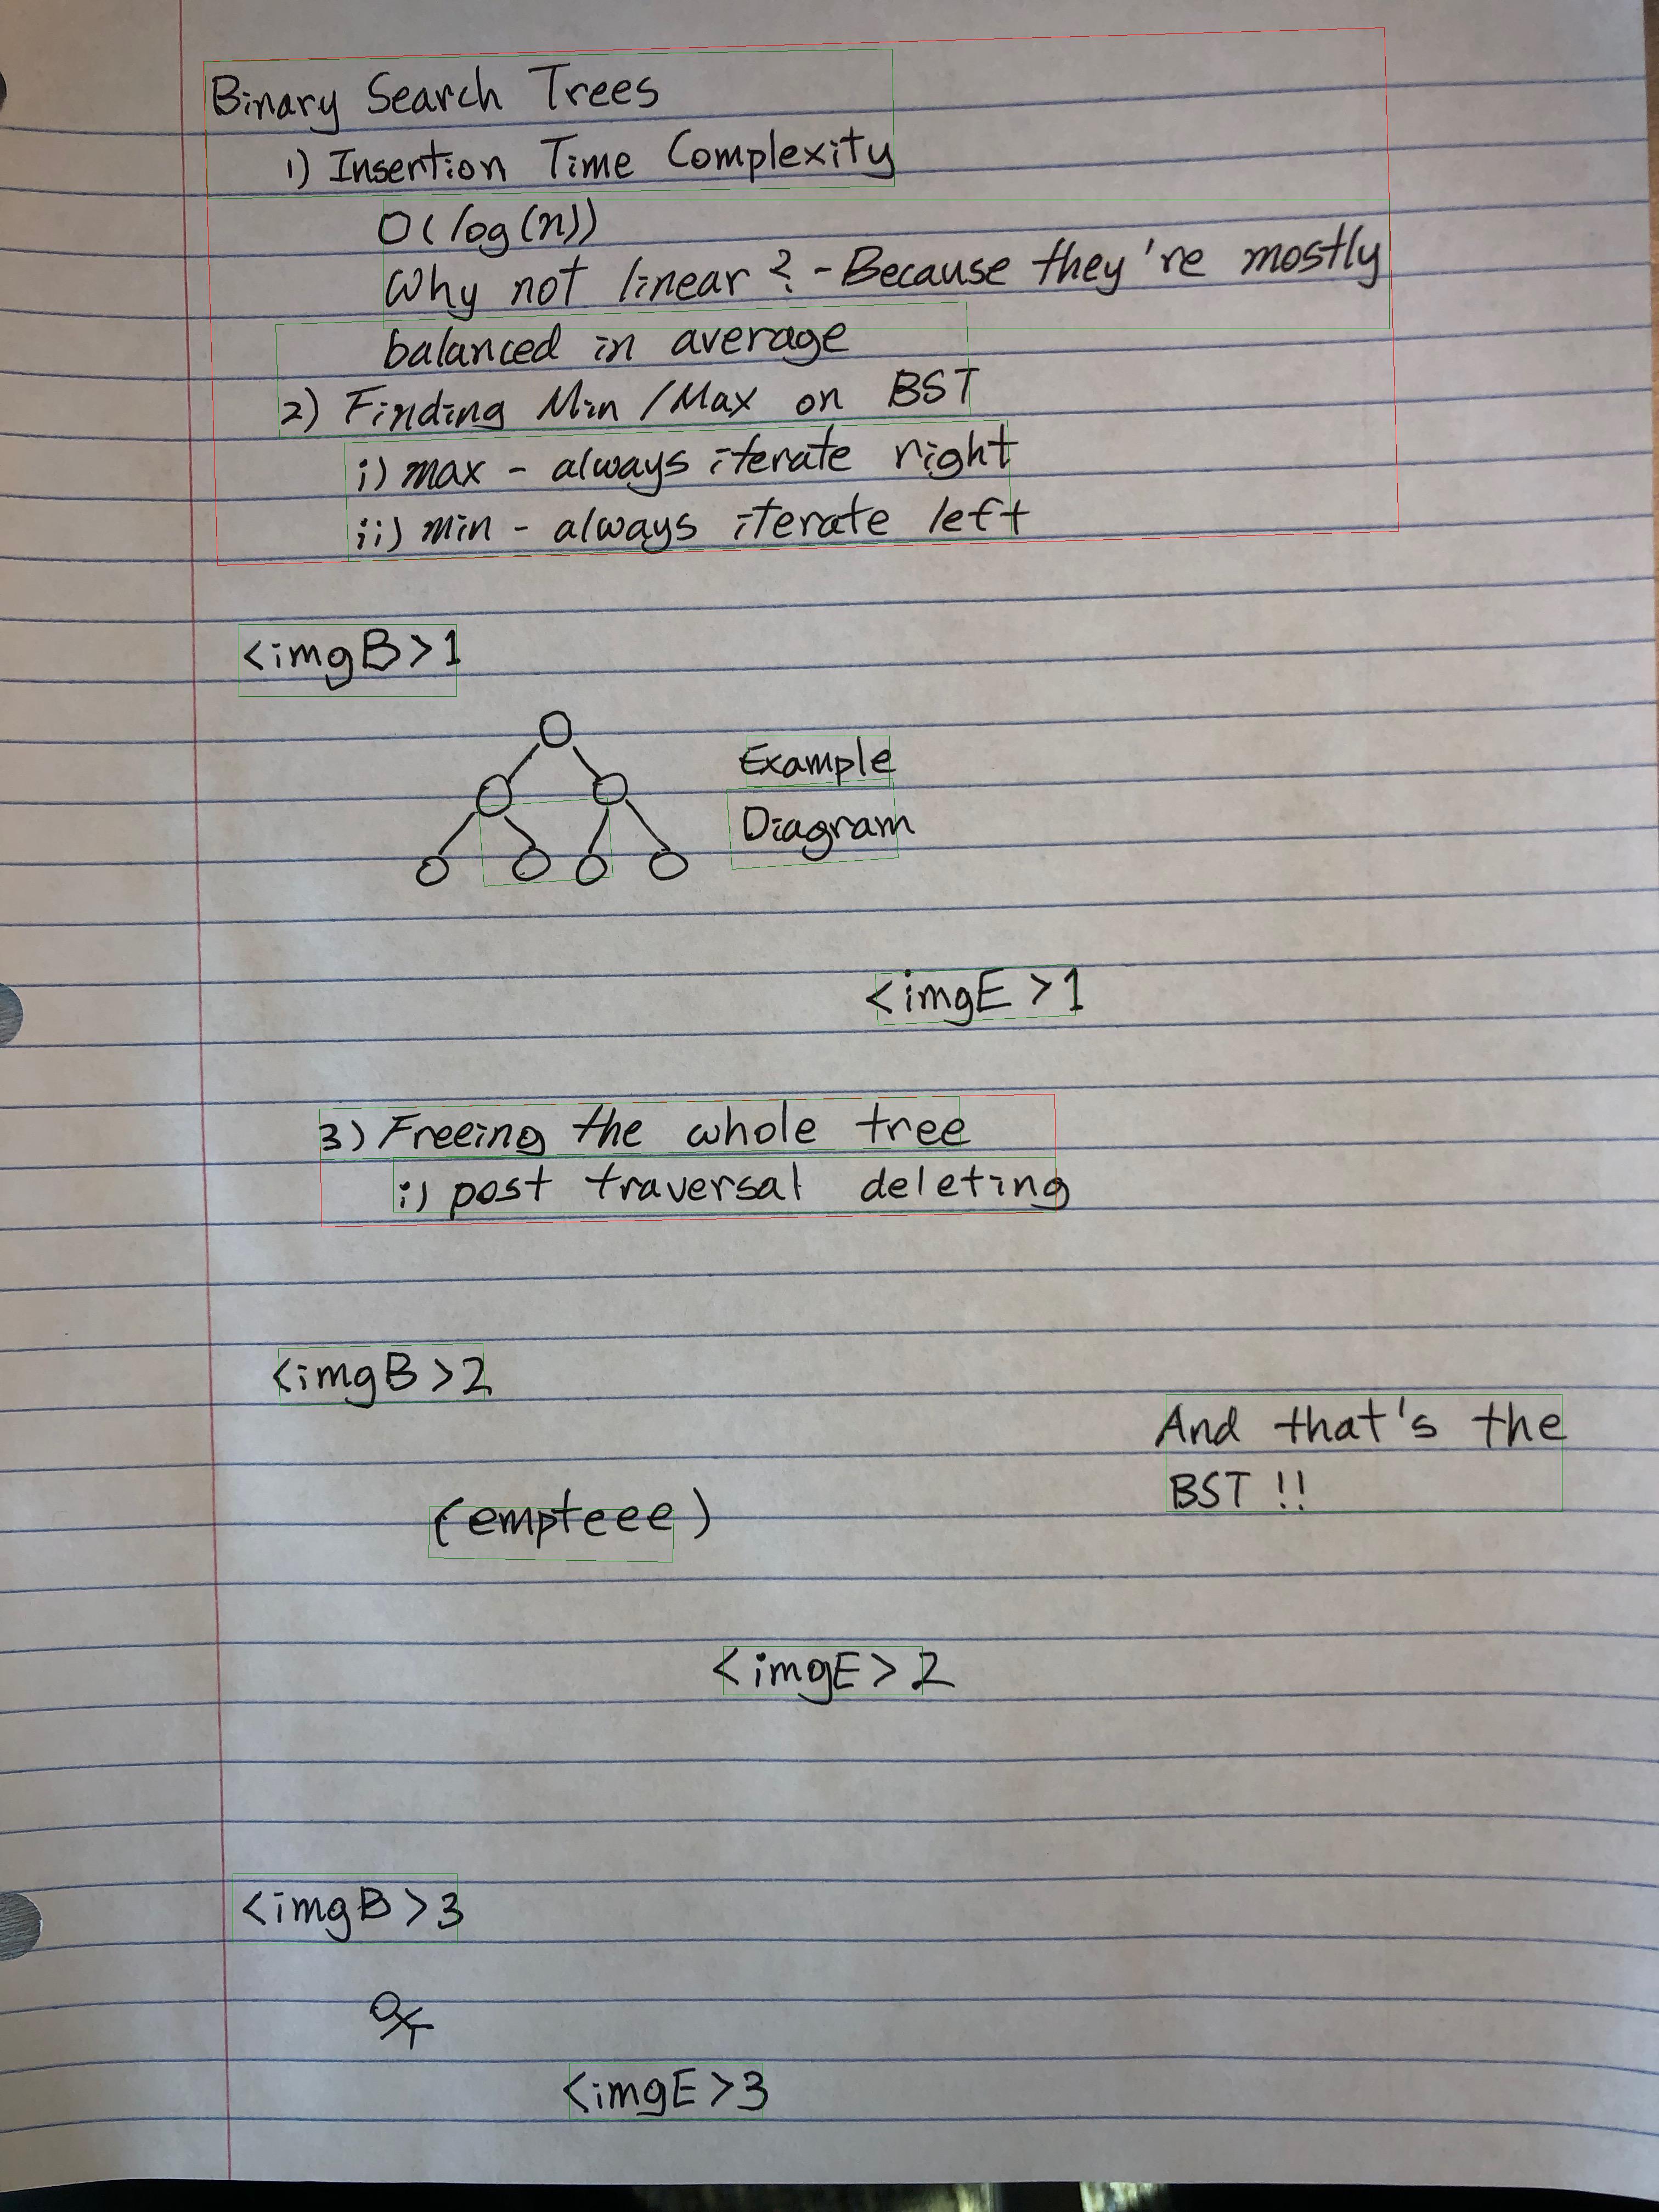 Binary Search Trees
1) Insertion Time Complexity
O(log(n))
Why not linear? - Because they're mostly
balanced in average
2) Finding Min/Max on BST
i) max - always iterate right
ii) min - always iterate left
<imgB>1
Example
Diagram
<imgE>1
3) Freeing the whole tree
i) post traversal deleting
<imgB>2
And that's the
BST!!
(empteee)
<imgE>2
<imgB>3
<imgE>3